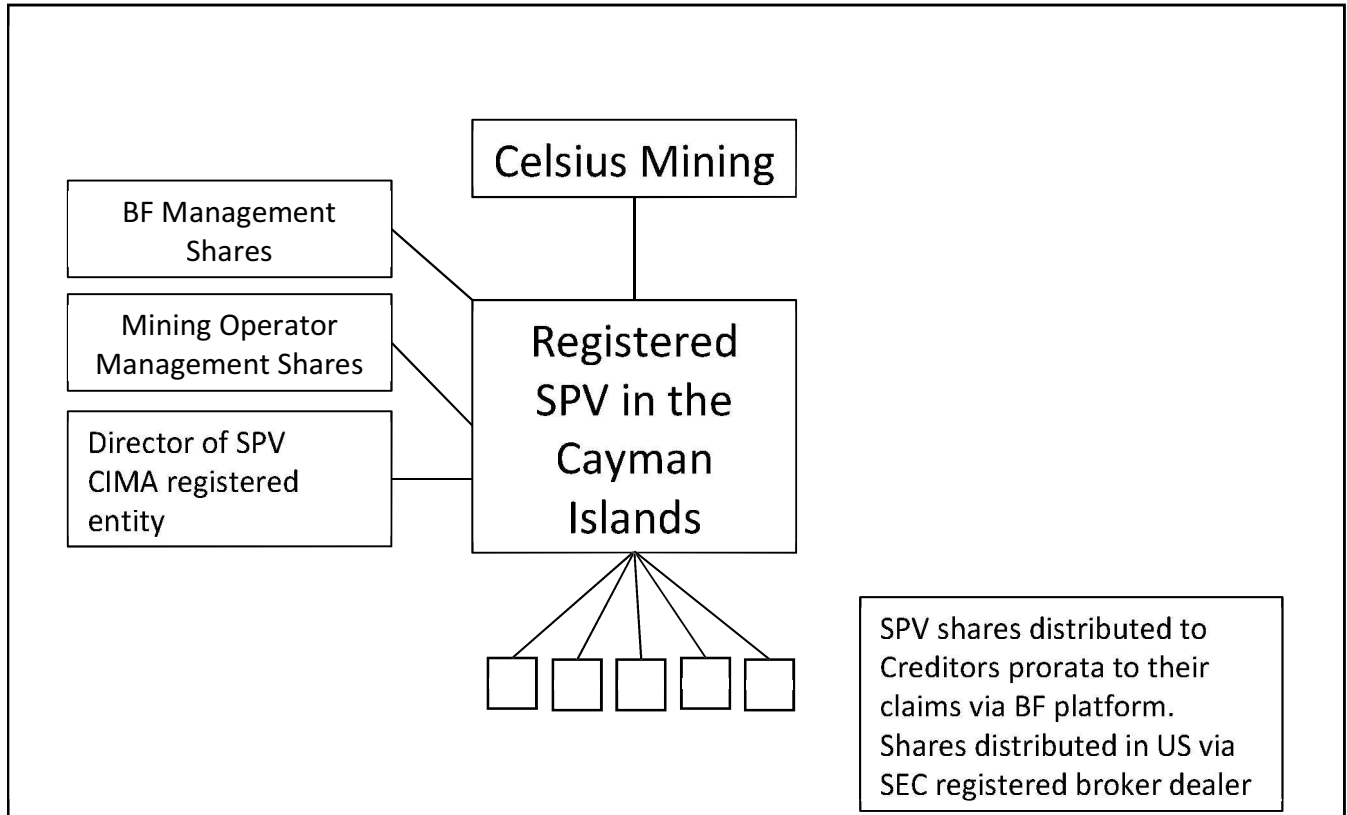 Celsius Mining
BF Management
Shares
Mining Operator
Management Shares
Director of SPV
CIMA registered
entity
Registered
SPV in the
Cayman
Islands
SPV shares distributed to
Creditors prorata to their
claims via BF platform.
Shares distributed in US via
SEC registered broker dealer